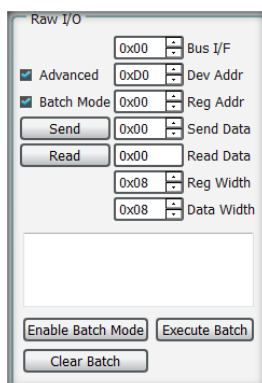 Raw I/O
0x00 Bus I/F
Advanced 0xD0 Dev Addr
Batch Mode 0x00 Reg Addr
Send 0x00 Send Data
Read 0x00 Read Data
0x08 Reg Width
0x08 Data Width
Enable Batch Mode Execute Batch
Clear Batch